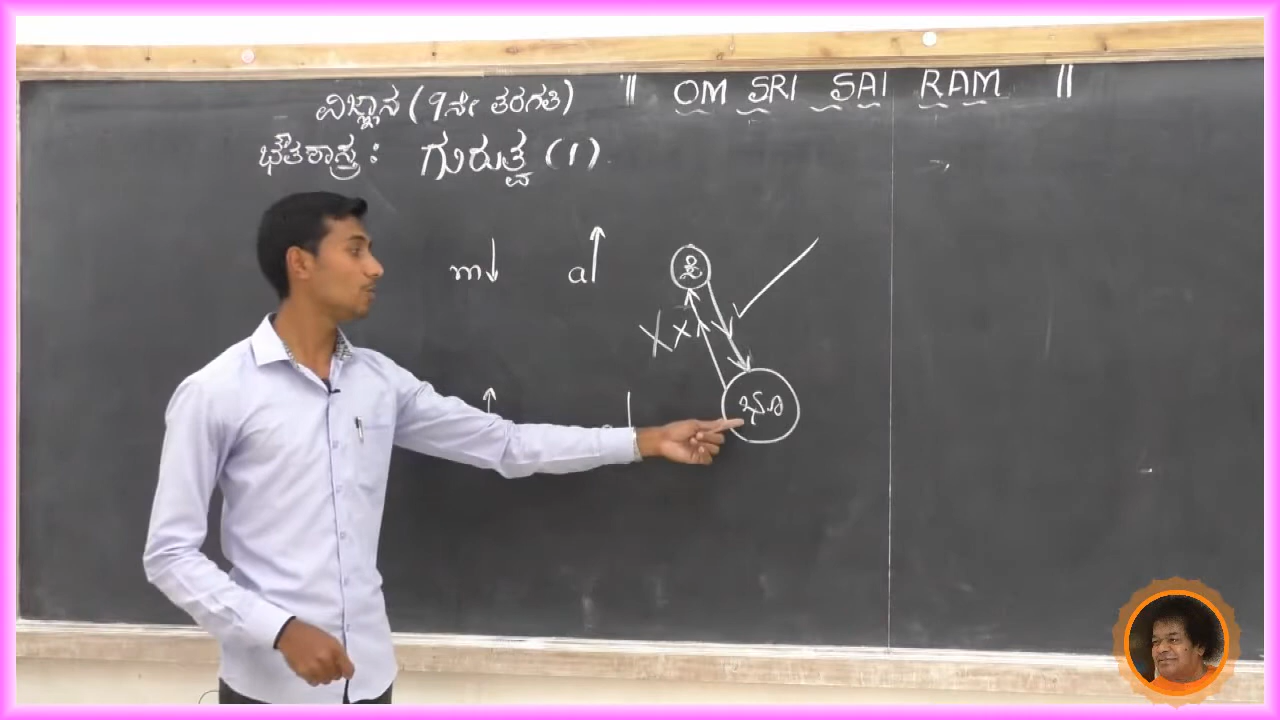 || OM SRI SAI RAM ||
ವಿಜ್ಞಾನ (9ನೇ ತರಗತಿ)
ಭೌತಶಾಸ್ತ್ರ : ಗುರುತ್ವ (1)
m↓ a↑
X x
ಭೂ